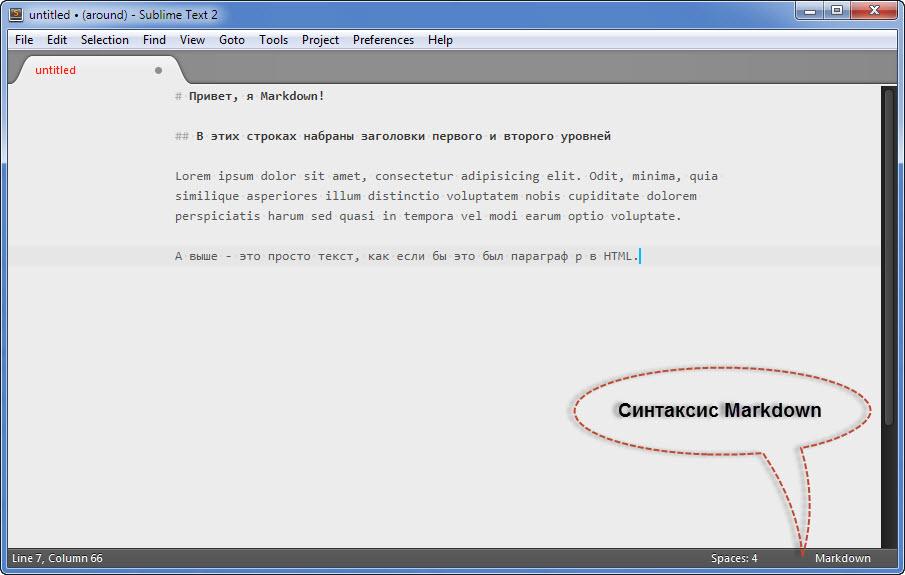 untitled • (around) - Sublime Text 2
File Edit Selection Find View Goto Tools Project Preferences Help
untitled
# Привет, я Markdown!
## В этих строках набраны заголовки первого и второго уровней
Lorem ipsum dolor sit amet, consectetur adipisicing elit. Odit, minima, quia
similique asperiores illum distinctio voluptatem nobis cupiditate dolorem
perspiciatis harum sed quasi in tempora vel modi earum optio voluptate.
А выше - это просто текст, как если бы это был параграф p в HTML.
Синтаксис Markdown
Line 7, Column 66 Spaces: 4 Markdown